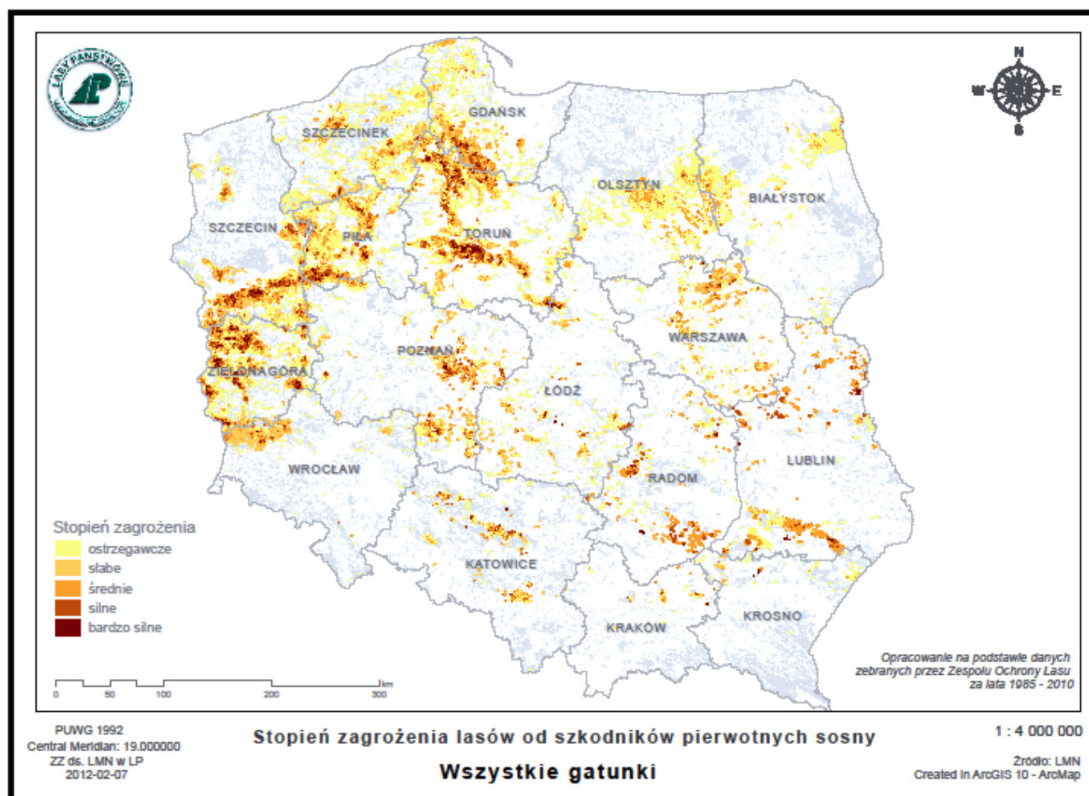 LASY PAŃSTWOWE
N
W
E
S
GDAŃSK
SZCZECINEK
OLSZTYN
BIAŁYSTOK
SZCZECIN
PIŁA
TORUŃ
WARSZAWA
POZNAŃ
ZIELONA GÓRA
ŁÓDŹ
WROCŁAW
LUBLIN
RADOM
KATOWICE
KRAKÓW
KROSNO
Stopień zagrożenia
ostrzegawcze
słabe
średnie
silne
bardzo silne
0 50 100 200 300 km
Opracowanie na podstawie danych
zebranych przez Zespołu Ochrony Lasu
za lata 1985 - 2010
PUWG 1992
Central Meridian: 19.000000
ZZ ds. LMN w LP
2012-02-07
Stopień zagrożenia lasów od szkodników pierwotnych sosny
Wszystkie gatunki
1 : 4 000 000
Źródło: LMN
Created in ArcGIS 10 - ArcMap